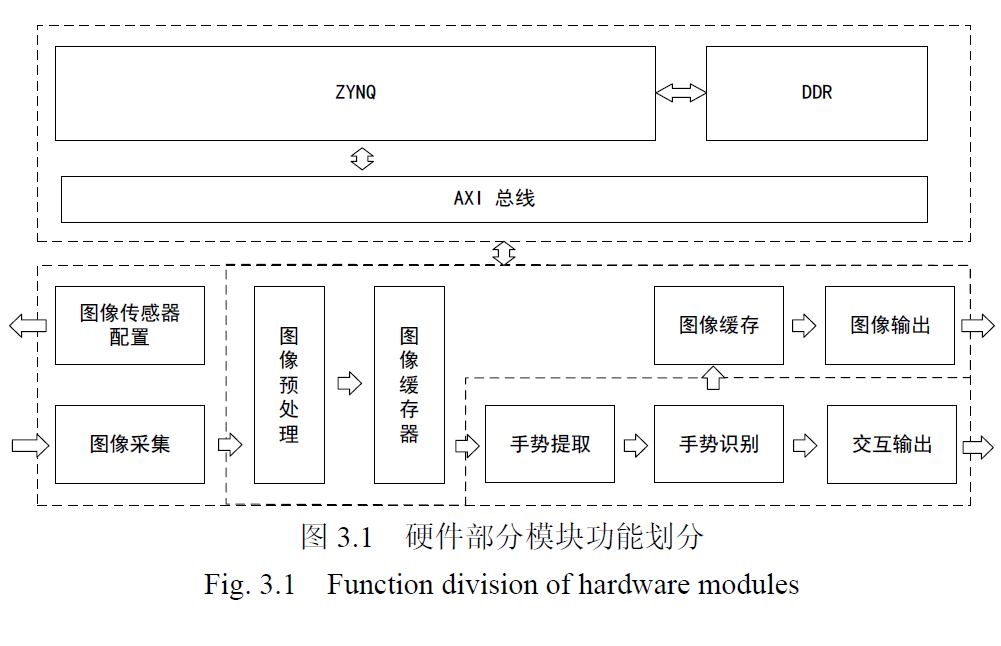 ZYNQ
DDR
AXI 总线
图像传感器
配置
图像采集
图像预处理
图像缓存器
图像缓存
图像输出
手势提取
手势识别
交互输出
图 3.1 硬件部分模块功能划分
Fig. 3.1 Function division of hardware modules